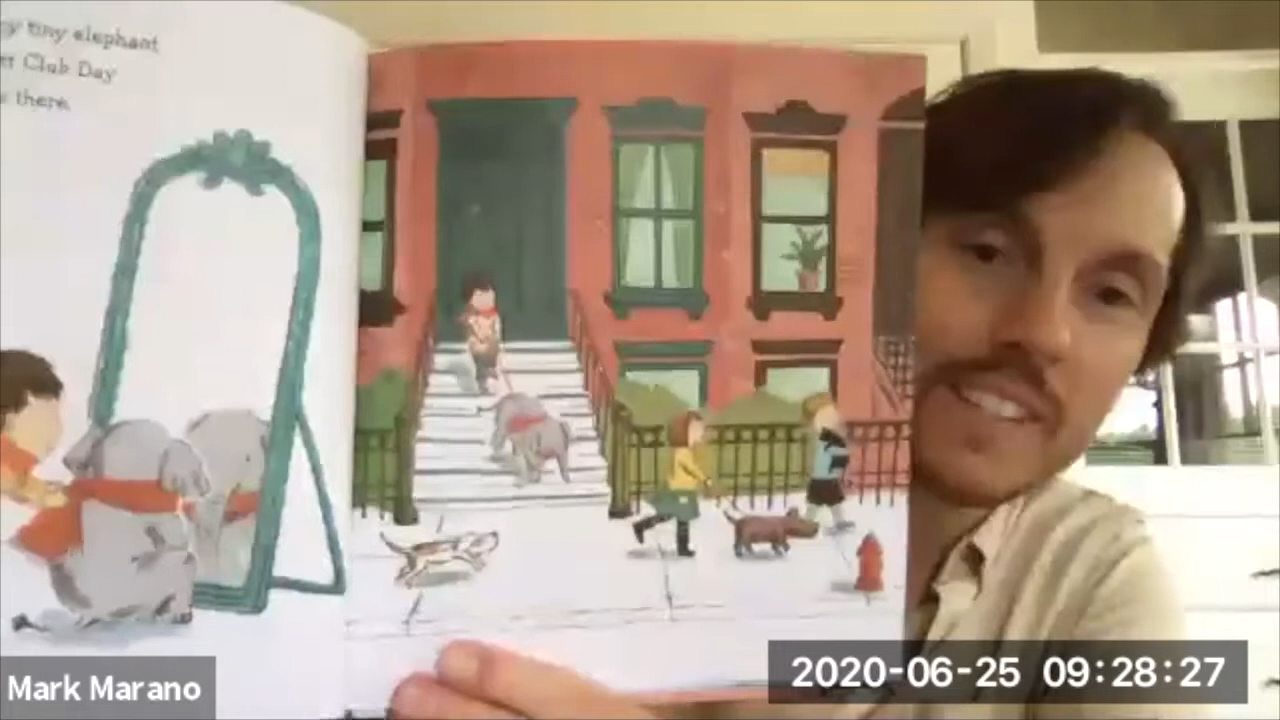 tiny elephant
Club Day
there.
Mark Marano
2020-06-25 09:28:27